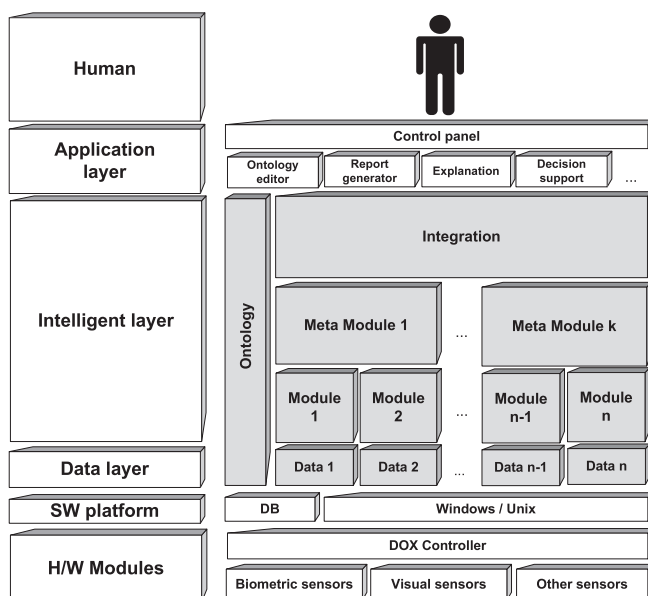 Human
Control panel
Application
layer
Ontology
editor
Report
generator
Explanation
Decision
support
...
Intelligent layer
Ontology
Integration
Meta Module 1
...
Meta Module k
Module
1
Module
2
...
Module
n-1
Module
n
Data layer
Data 1
Data 2
...
Data n-1
Data n
SW platform
DB
Windows / Unix
H/W Modules
DOX Controller
Biometric sensors
Visual sensors
Other sensors